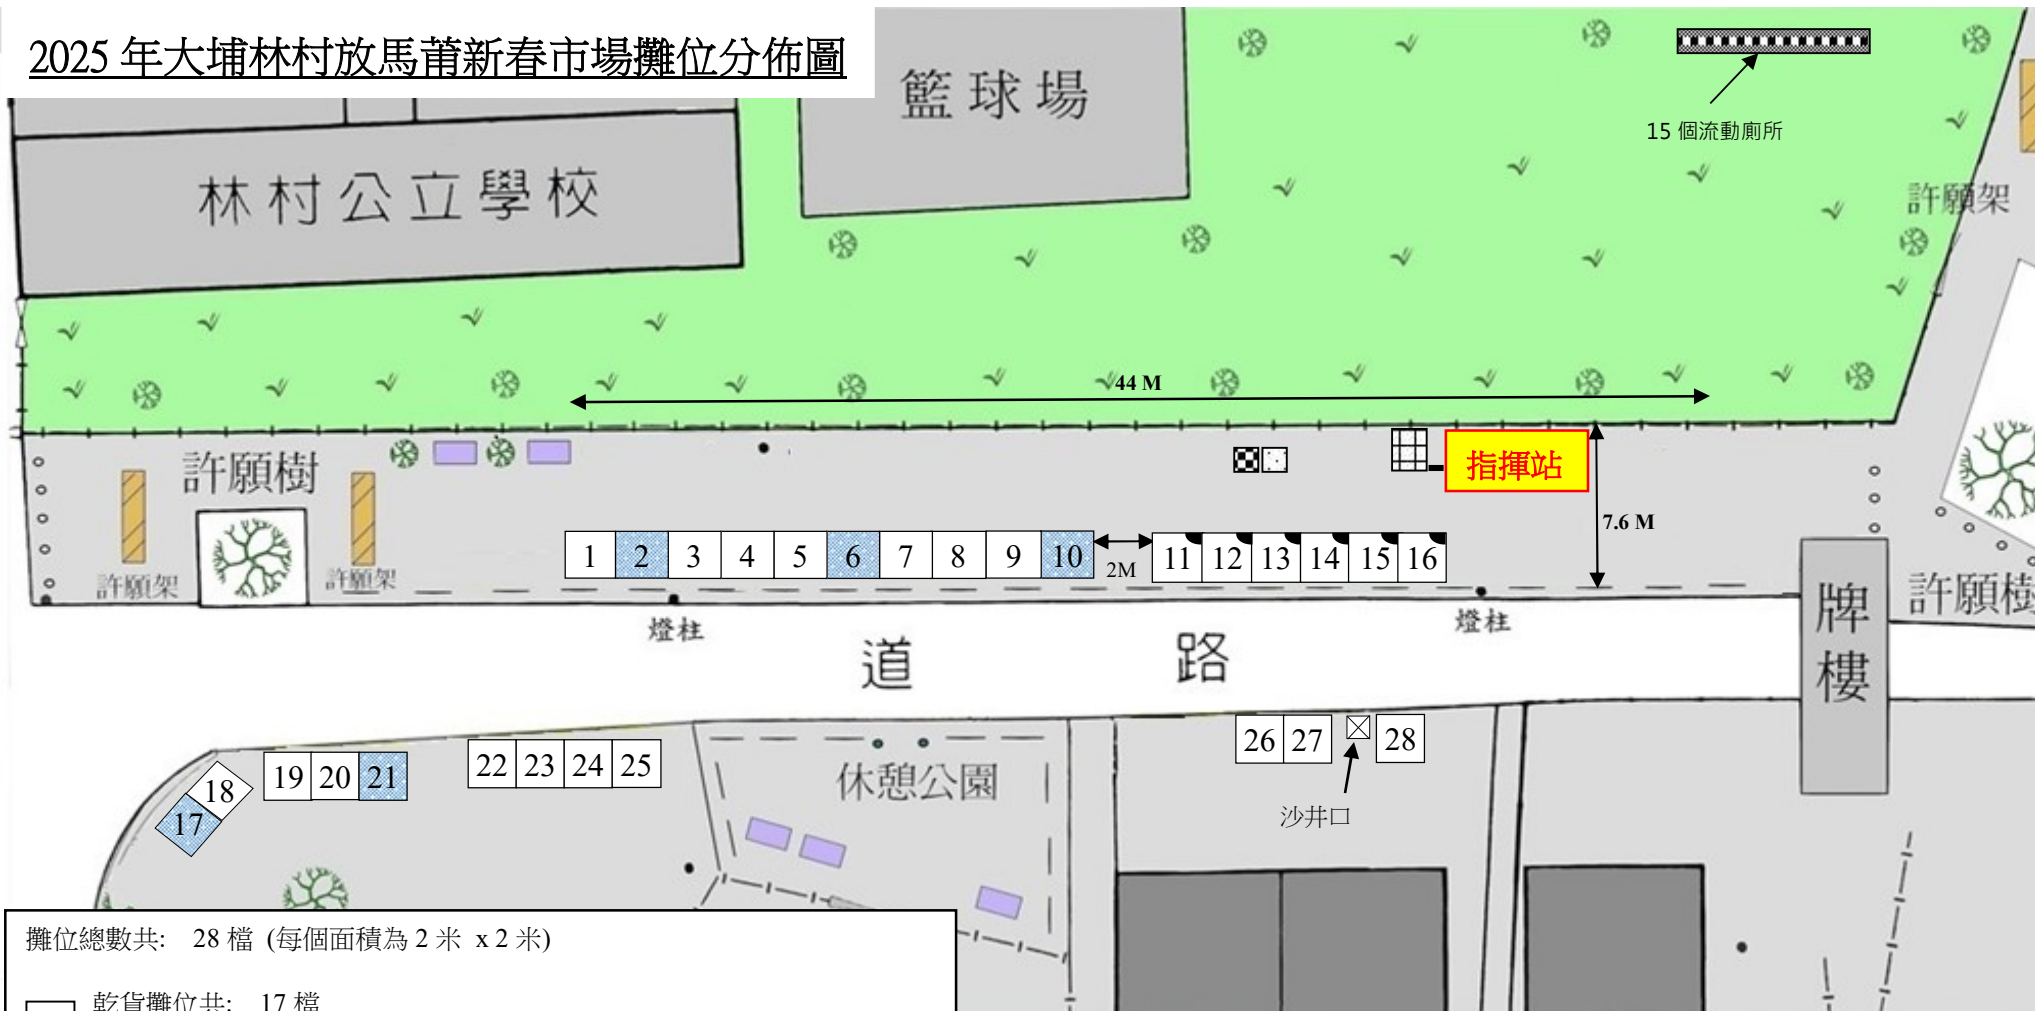 2025 年大埔林村放馬莆新春市場攤位分佈圖
籃球場
15 個流動廁所
林村公立學校
許願架
44 M
許願樹
指揮站
7.6 M
1 2 3 4 5 6 7 8 9 10
2M
11 12 13 14 15 16
許願架
許願架
許願樹
燈柱
燈柱
道路
牌樓
26 27 28
22 23 24 25
19 20 21
18
17
休憩公園
沙井口
攤位總數共: 28 檔 (每個面積為 2 米 x 2 米)
乾貨攤位共: 17 檔